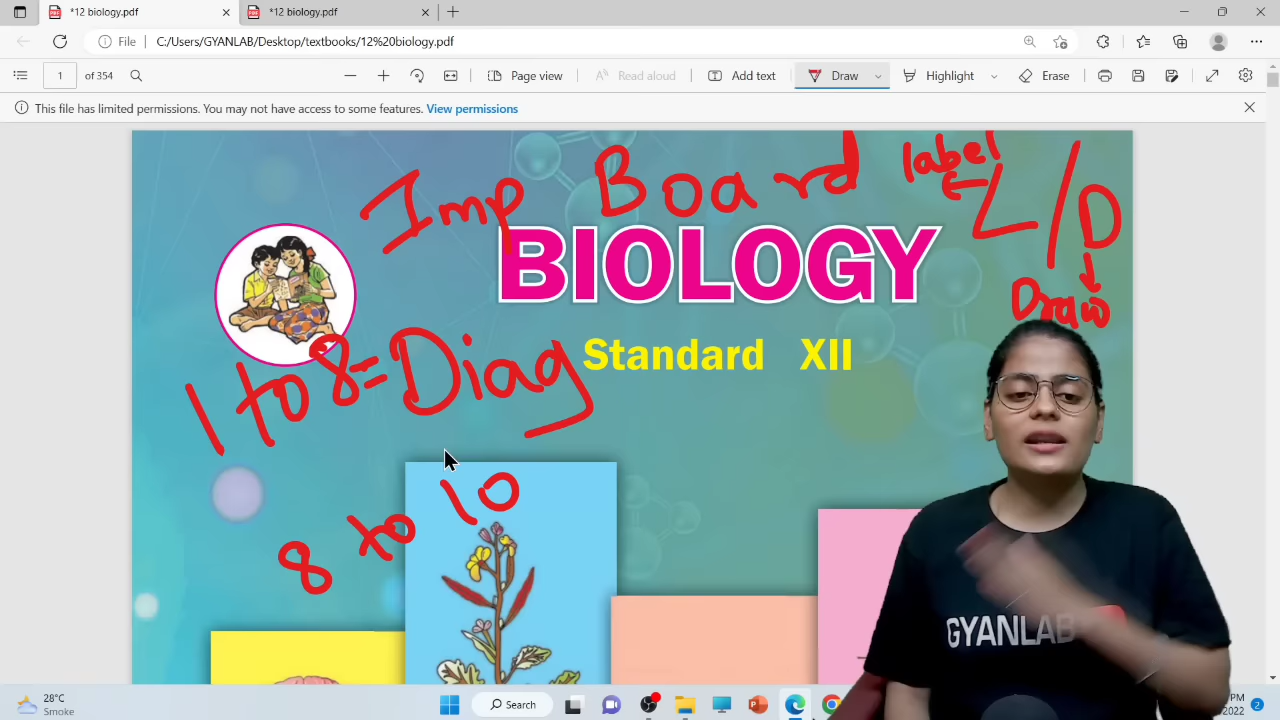 *12 biology.pdf
*12 biology.pdf
File
C:/Users/GYANLAB/Desktop/textbooks/12%20biology.pdf
1 of 354
Page view
Read aloud
Add text
Draw
Highlight
Erase
This file has limited permissions. You may not have access to some features. View permissions
Imp Board
label L/D
Draw
BIOLOGY
Standard XII
1 to 8 = Diag
8 to 10
GYANLAB
28°C
Smoke
Search
PM
2022
2